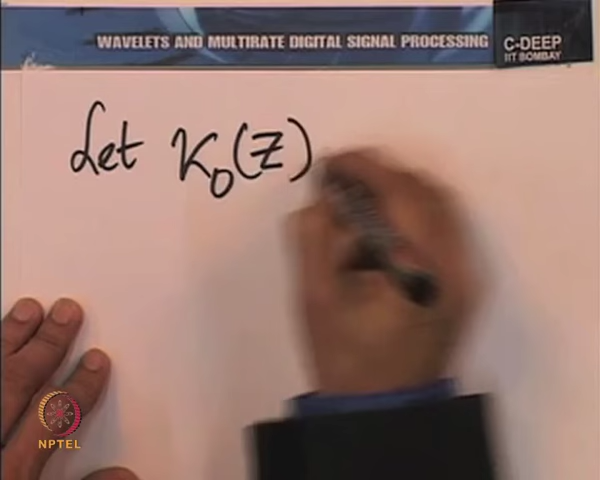 WAVELETS AND MULTIRATE DIGITAL SIGNAL PROCESSING
C-DEEP
IIT BOMBAY
Let K₀(Z)
NPTEL